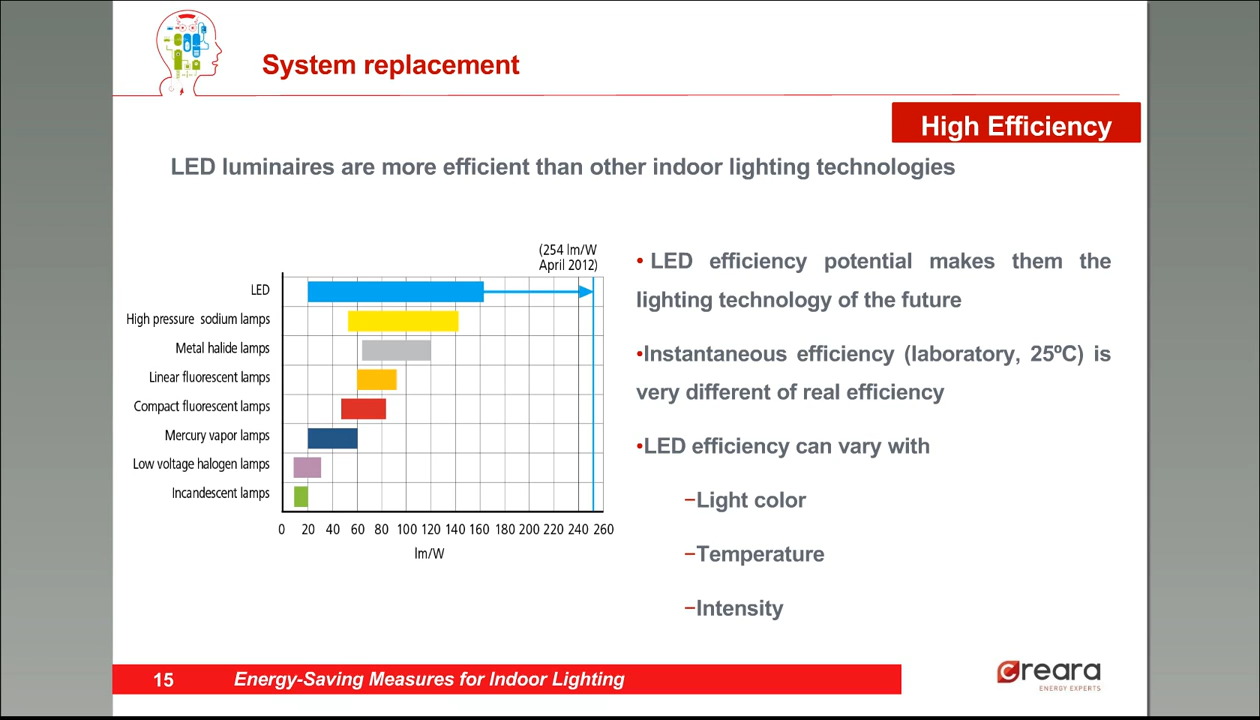 System replacement
High Efficiency
LED luminaires are more efficient than other indoor lighting technologies
(254 lm/W
April 2012)
LED
High pressure sodium lamps
Metal halide lamps
Linear fluorescent lamps
Compact fluorescent lamps
Mercury vapor lamps
Low voltage halogen lamps
Incandescent lamps
0 20 40 60 80 100 120 140 160 180 200 220 240 260
lm/W
• LED efficiency potential makes them the
lighting technology of the future
•Instantaneous efficiency (laboratory, 25ºC) is
very different of real efficiency
•LED efficiency can vary with
–Light color
–Temperature
–Intensity
15 Energy-Saving Measures for Indoor Lighting
creara
ENERGY EXPERTS